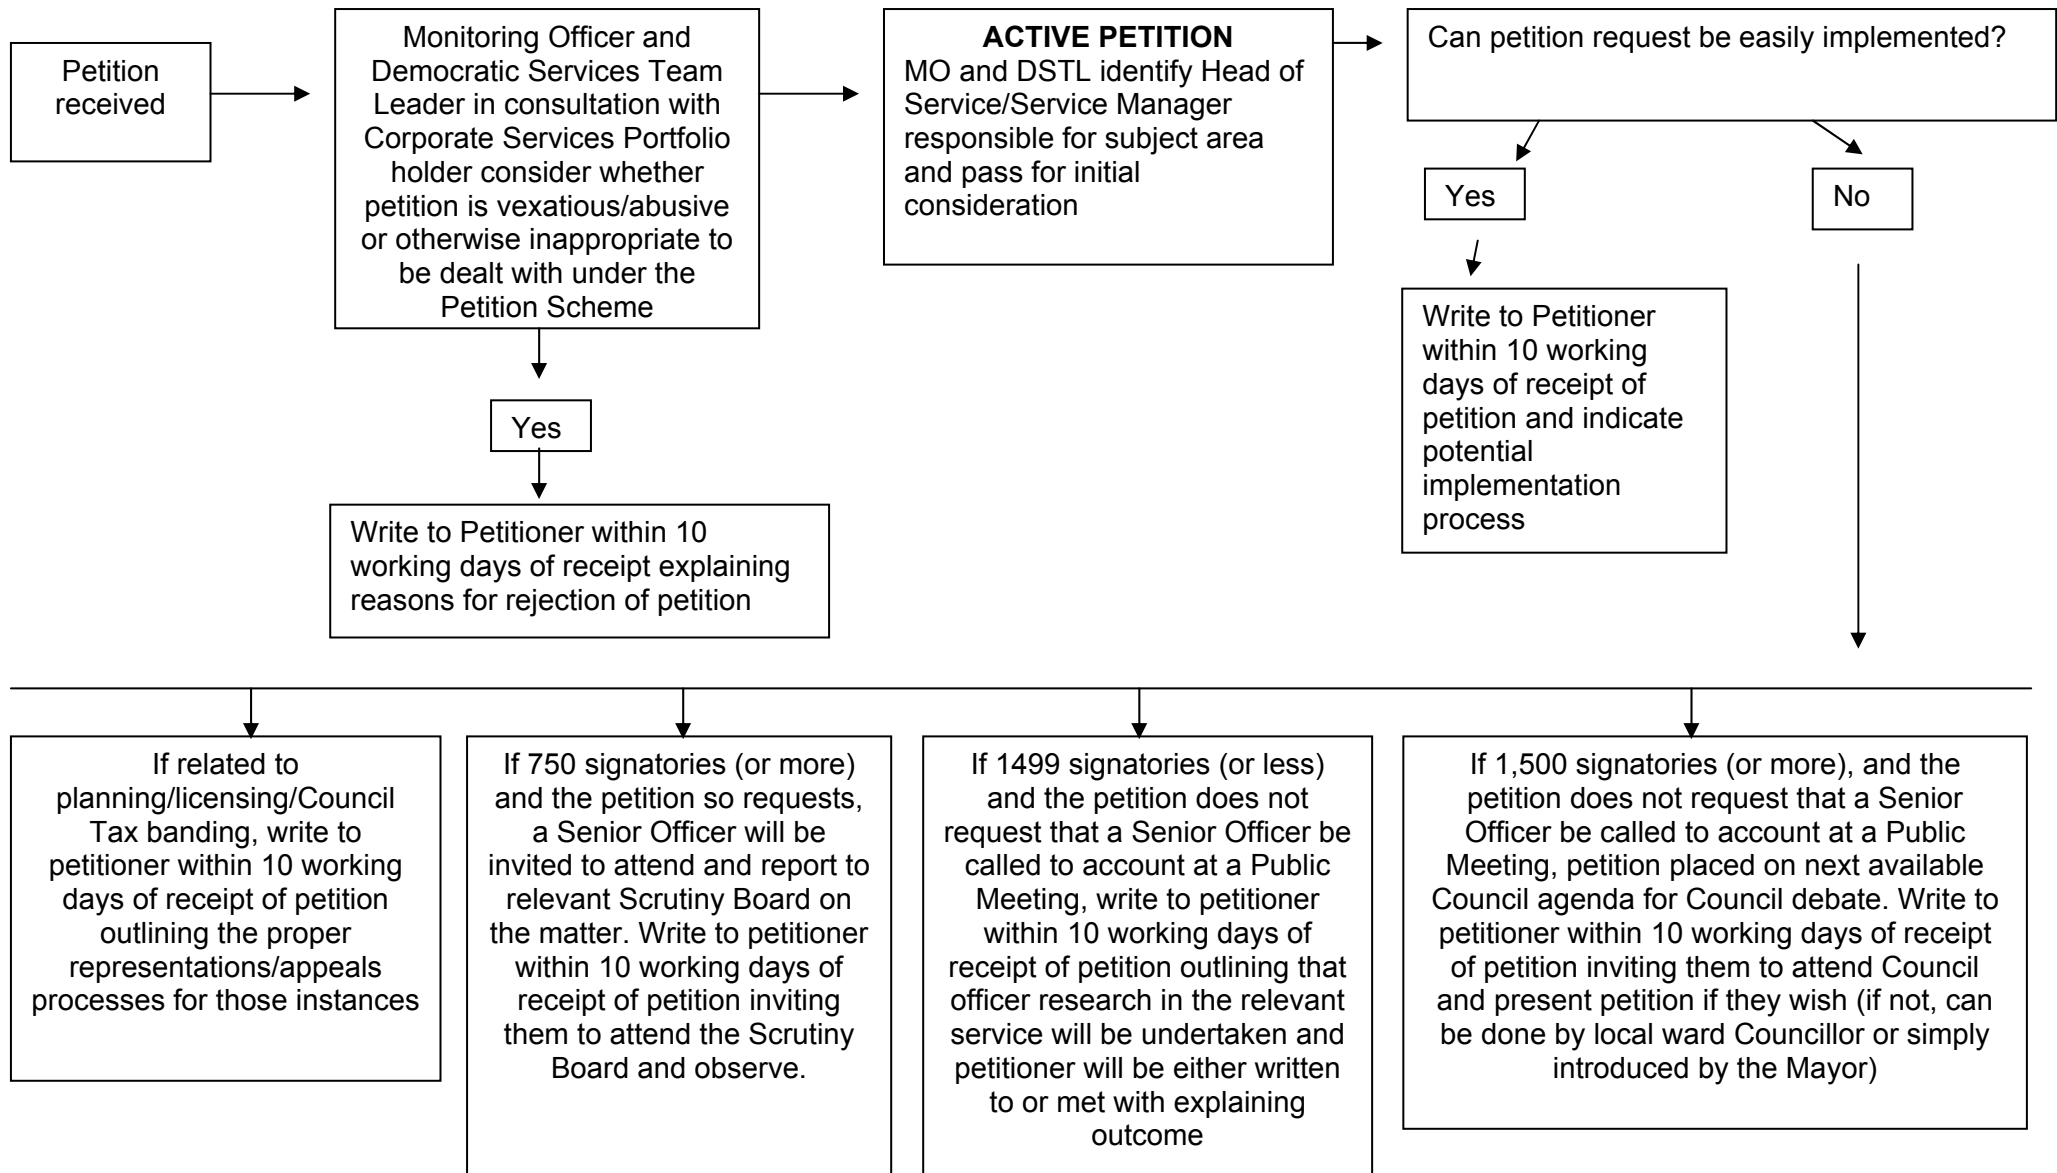 Petition
received
Monitoring Officer and
Democratic Services Team
Leader in consultation with
Corporate Services Portfolio
holder consider whether
petition is vexatious/abusive
or otherwise inappropriate to
be dealt with under the
Petition Scheme
ACTIVE PETITION
MO and DSTL identify Head of
Service/Service Manager
responsible for subject area
and pass for initial
consideration
Can petition request be easily implemented?
Yes
No
Write to Petitioner
within 10 working
days of receipt of
petition and indicate
potential
implementation
process
Yes
Write to Petitioner within 10
working days of receipt explaining
reasons for rejection of petition
If related to
planning/licensing/Council
Tax banding, write to
petitioner within 10 working
days of receipt of petition
outlining the proper
representations/appeals
processes for those instances
If 750 signatories (or more)
and the petition so requests,
a Senior Officer will be
invited to attend and report to
relevant Scrutiny Board on
the matter. Write to petitioner
within 10 working days of
receipt of petition inviting
them to attend the Scrutiny
Board and observe.
If 1499 signatories (or less)
and the petition does not
request that a Senior Officer be
called to account at a Public
Meeting, write to petitioner
within 10 working days of
receipt of petition outlining that
officer research in the relevant
service will be undertaken and
petitioner will be either written
to or met with explaining
outcome
If 1,500 signatories (or more), and the
petition does not request that a Senior
Officer be called to account at a Public
Meeting, petition placed on next available
Council agenda for Council debate. Write to
petitioner within 10 working days of receipt
of petition inviting them to attend Council
and present petition if they wish (if not, can
be done by local ward Councillor or simply
introduced by the Mayor)